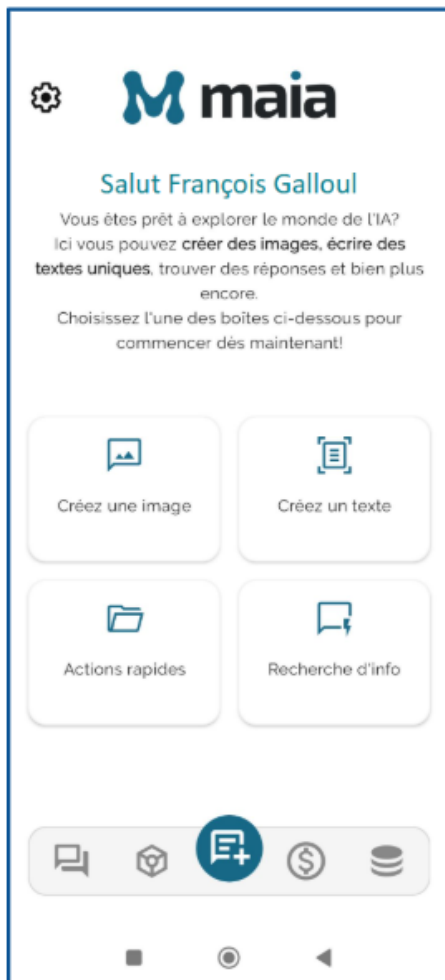 maia
Salut François Galloul
Vous êtes prêt à explorer le monde de l'IA?
Ici vous pouvez créer des images, écrire des
textes uniques, trouver des réponses et bien plus
encore.
Choisissez l'une des boîtes ci-dessous pour
commencer dès maintenant!
Créez une image
Créez un texte
Actions rapides
Recherche d'info